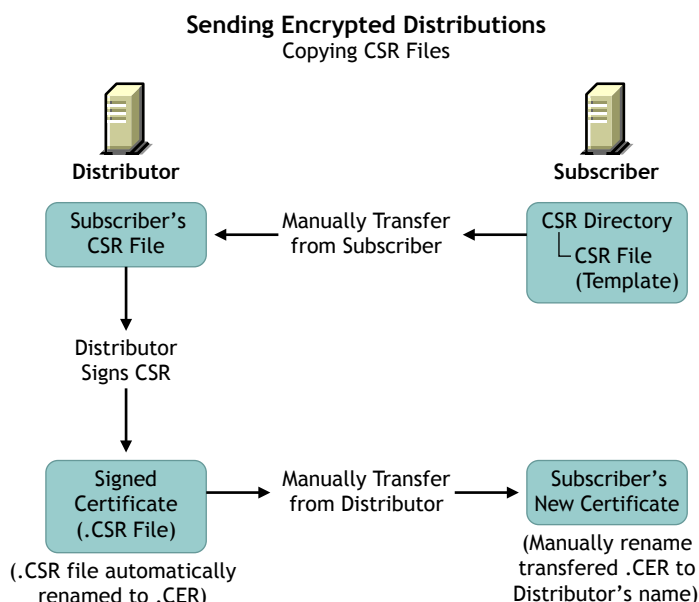 Sending Encrypted Distributions
Copying CSR Files
Distributor
Subscriber
Subscriber's
CSR File
Manually Transfer
from Subscriber
CSR Directory
CSR File
(Template)
Distributor
Signs CSR
Signed
Certificate
(.CSR File)
Manually Transfer
from Distributor
Subscriber's
New Certificate
(.CSR file automatically
renamed to .CER)
(Manually rename
transfered .CER to
Distributor's name)